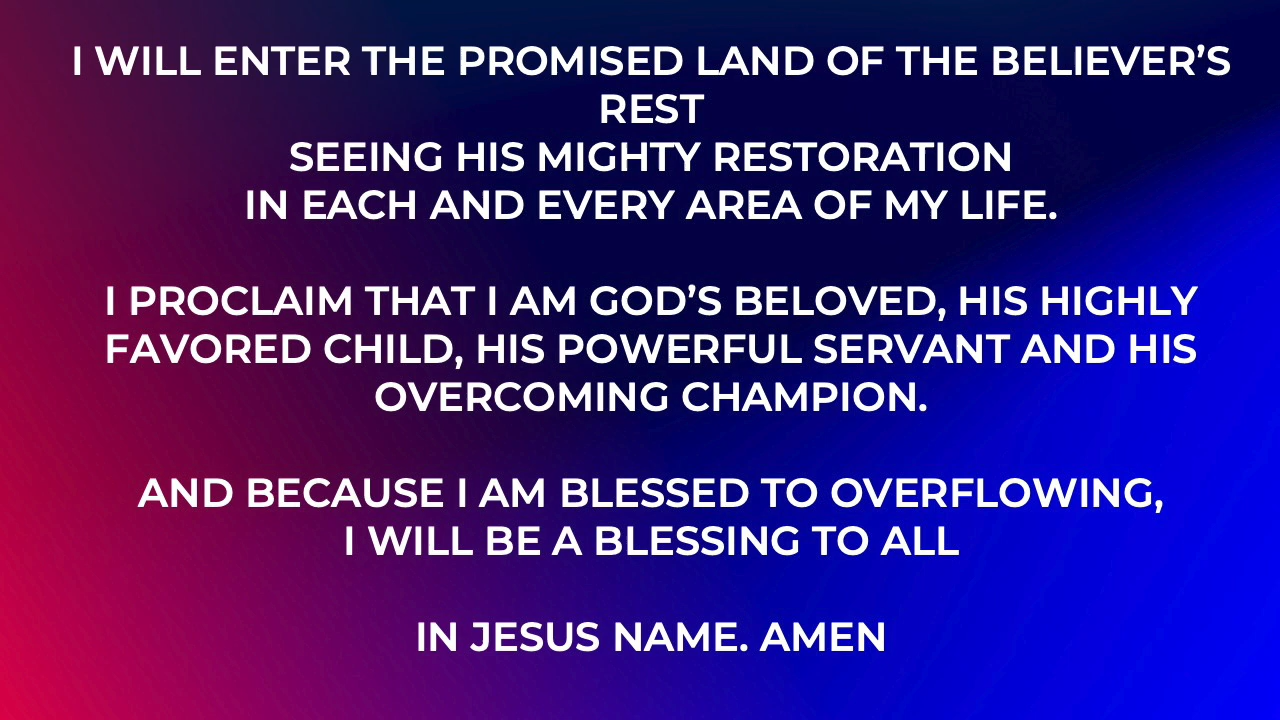 I WILL ENTER THE PROMISED LAND OF THE BELIEVER’S
REST
SEEING HIS MIGHTY RESTORATION
IN EACH AND EVERY AREA OF MY LIFE.
I PROCLAIM THAT I AM GOD’S BELOVED, HIS HIGHLY
FAVORED CHILD, HIS POWERFUL SERVANT AND HIS
OVERCOMING CHAMPION.
AND BECAUSE I AM BLESSED TO OVERFLOWING,
I WILL BE A BLESSING TO ALL
IN JESUS NAME. AMEN